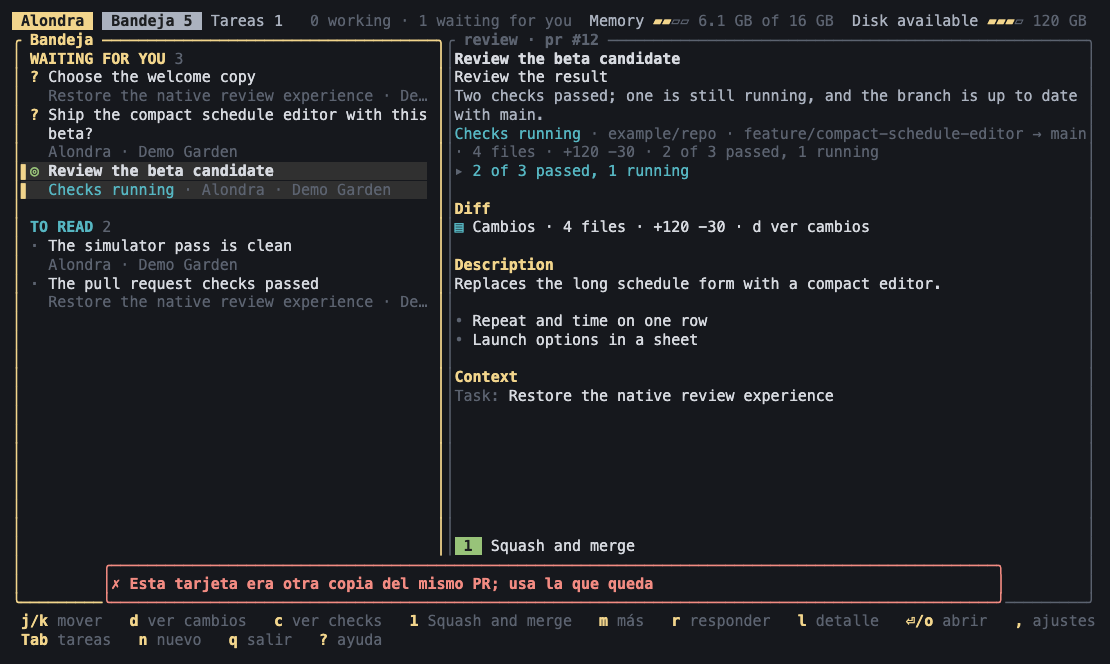 Alondra Bandeja 5 Tareas 1 0 working · 1 waiting for you Memory ▰▰▱▱ 6.1 GB of 16 GB Disk available ▰▰▰▱ 120 GB
Bandeja
WAITING FOR YOU 3
? Choose the welcome copy
Restore the native review experience · De…
? Ship the compact schedule editor with this
beta?
Alondra · Demo Garden
◎ Review the beta candidate
Checks running · Alondra · Demo Garden
TO READ 2
· The simulator pass is clean
Alondra · Demo Garden
· The pull request checks passed
Restore the native review experience · De…
review · pr #12
Review the beta candidate
Review the result
Two checks passed; one is still running, and the branch is up to date
with main.
Checks running · example/repo · feature/compact-schedule-editor → main
· 4 files · +120 −30 · 2 of 3 passed, 1 running
▸ 2 of 3 passed, 1 running
Diff
▤ Cambios · 4 files · +120 −30 · d ver cambios
Description
Replaces the long schedule form with a compact editor.
• Repeat and time on one row
• Launch options in a sheet
Context
Task: Restore the native review experience
1 Squash and merge
✗ Esta tarjeta era otra copia del mismo PR; usa la que queda
j/k mover d ver cambios c ver checks 1 Squash and merge m más r responder l detalle ⏎/o abrir , ajustes
Tab tareas n nuevo q salir ? ayuda